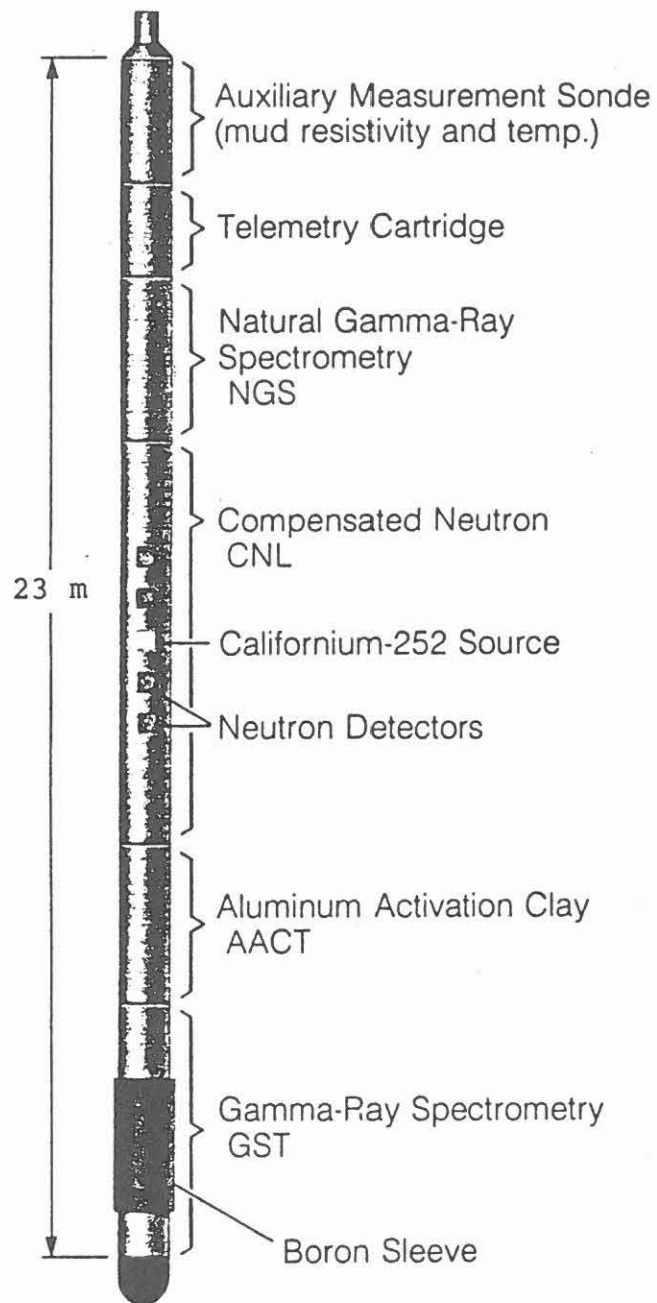 Auxiliary Measurement Sonde
(mud resistivity and temp.)
Telemetry Cartridge
Natural Gamma-Ray
Spectrometry
NGS
Compensated Neutron
CNL
23 m
Californium-252 Source
Neutron Detectors
Aluminum Activation Clay
AACT
Gamma-Ray Spectrometry
GST
Boron Sleeve